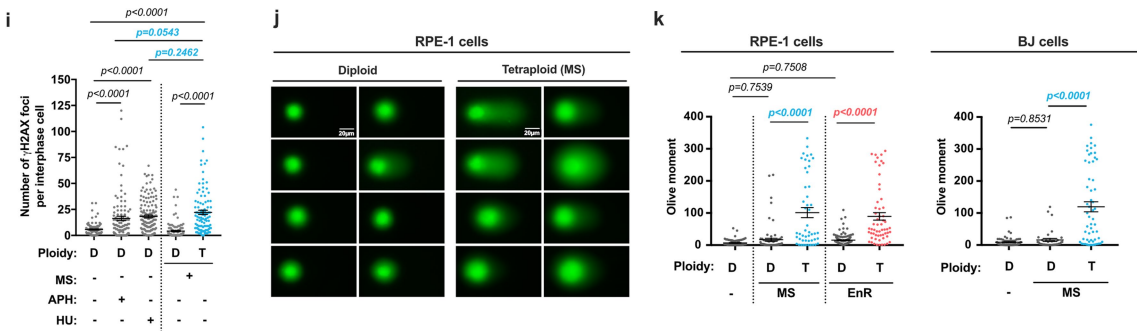 i
p<0.0001
p=0.0543
p=0.2462
p<0.0001
p<0.0001
p<0.0001
Number of γH2AX foci
per interphase cell
150
125
100
75
50
25
0
Ploidy: D D D D T
MS: - - - +
APH: - + - - -
HU: - - + - -
j
RPE-1 cells
Diploid
Tetraploid (MS)
20µm
20µm
k
RPE-1 cells
p=0.7508
p=0.7539
p<0.0001
p<0.0001
Olive moment
400
300
200
100
0
Ploidy: D D T D T
- MS EnR
BJ cells
p<0.0001
p=0.8531
Olive moment
400
300
200
100
0
Ploidy: D D T
- MS